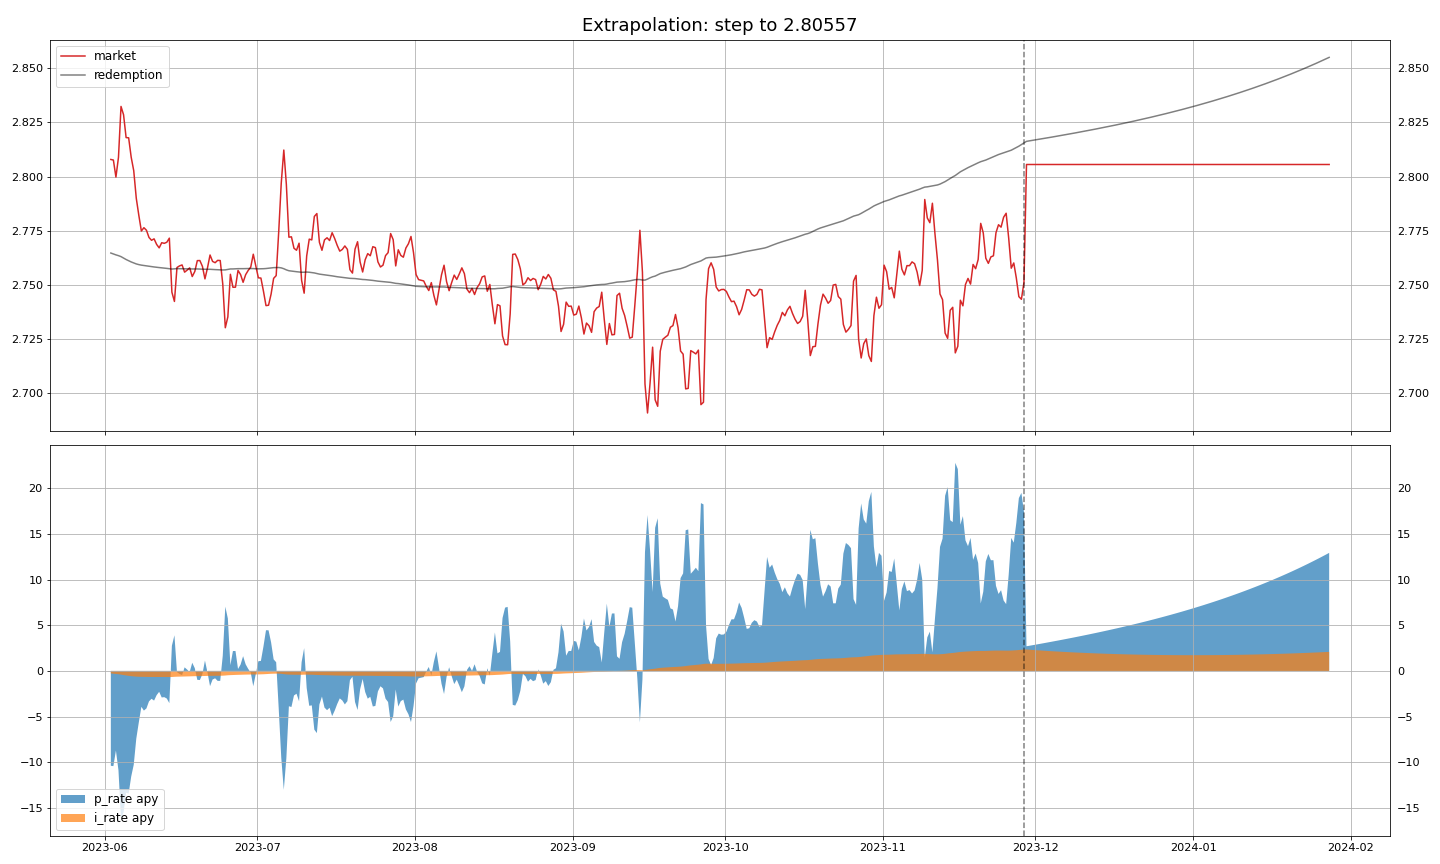 Extrapolation: step to 2.80557
market
redemption
2.850 2.850
2.825 2.825
2.800 2.800
2.775 2.775
2.750 2.750
2.725 2.725
2.700 2.700
20 20
15 15
10 10
5 5
0 0
−5 −5
−10 −10
−15 −15
p_rate apy
i_rate apy
2023-06 2023-07 2023-08 2023-09 2023-10 2023-11 2023-12 2024-01 2024-02